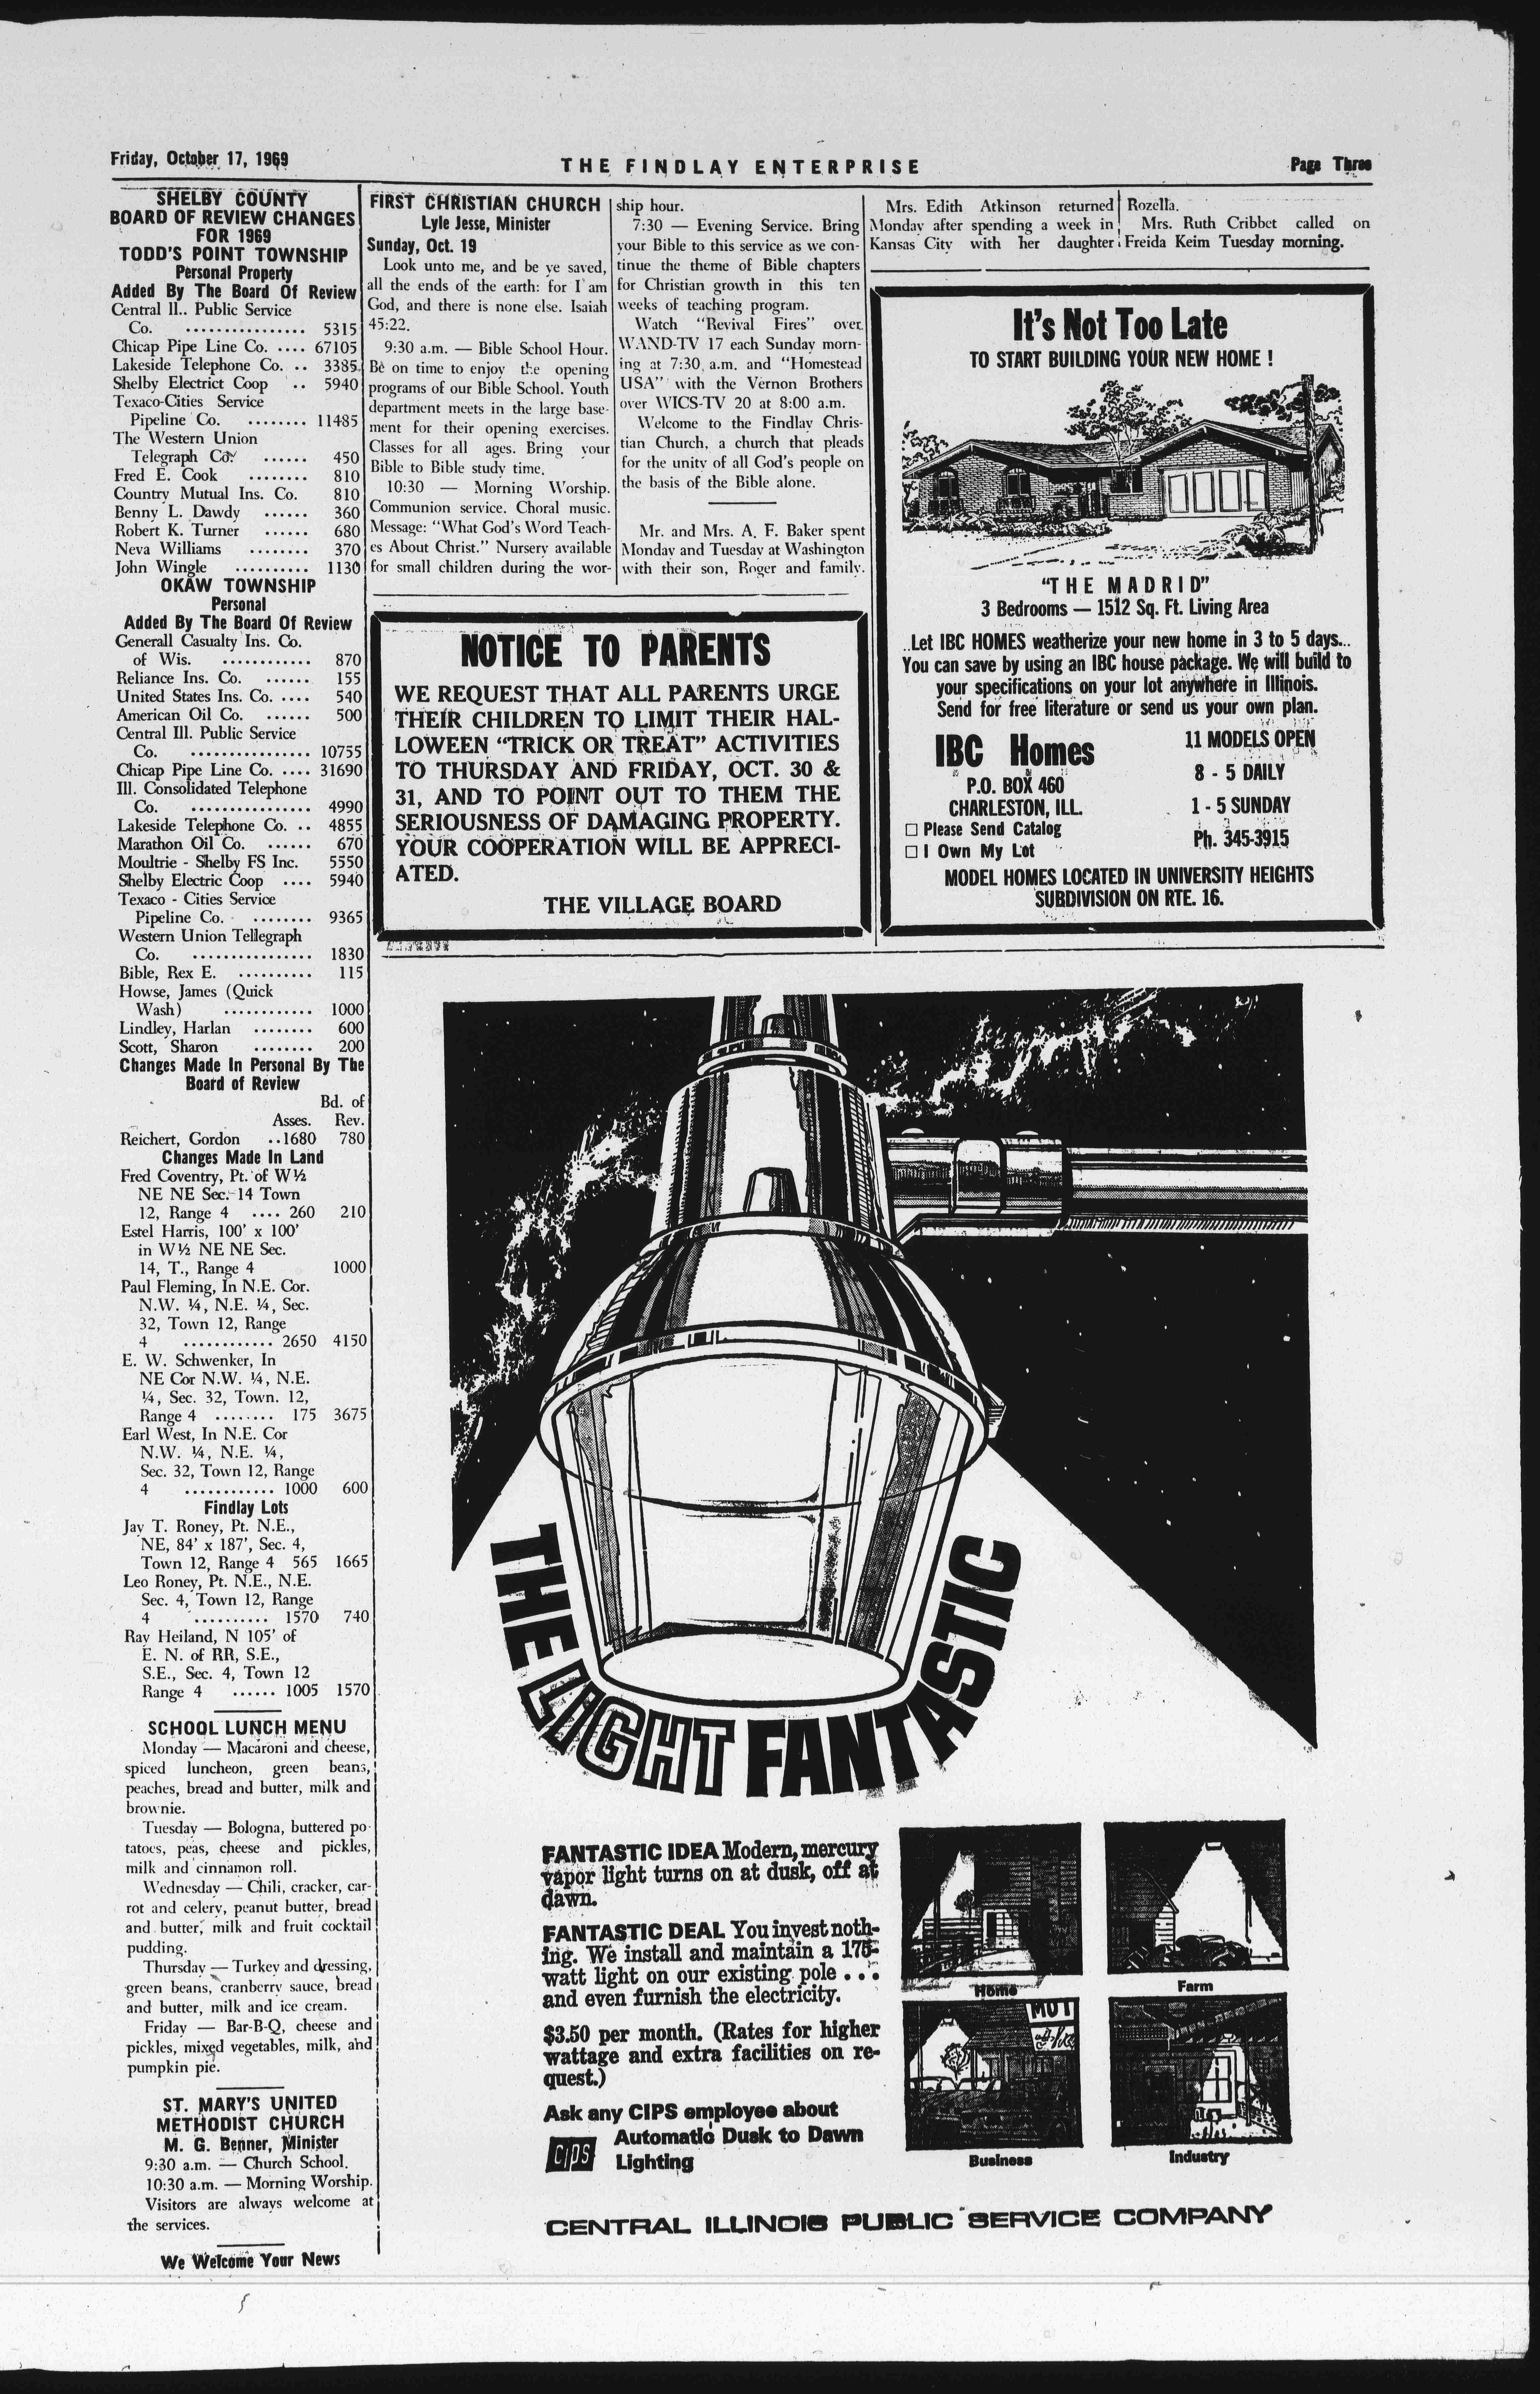 Friday, October 17, 1969
THE FINDLAY ENTERPRISE
Page Three
SHELBY COUNTY
BOARD OF REVIEW CHANGES
FOR 1969
TODD'S POINT TOWNSHIP
Personal Property
Added By The Board Of Review
Central Il.. Public Service
Co. ................ 5315
Chicap Pipe Line Co. .... 67105
Lakeside Telephone Co. .. 3385
Shelby Electrict Coop .. 5940
Texaco-Cities Service
Pipeline Co. ........ 11485
The Western Union
Telegraph Co. ...... 450
Fred E. Cook ........ 810
Country Mutual Ins. Co. 810
Benny L. Dawdy ...... 360
Robert K. Turner ...... 680
Neva Williams ........ 370
John Wingle .......... 1130
OKAW TOWNSHIP
Personal
Added By The Board Of Review
Generall Casualty Ins. Co.
of Wis. ............ 870
Reliance Ins. Co. ...... 155
United States Ins. Co. .... 540
American Oil Co. ...... 500
Central Ill. Public Service
Co. ................ 10755
Chicap Pipe Line Co. .... 31690
Ill. Consolidated Telephone
Co. ................ 4990
Lakeside Telephone Co. .. 4855
Marathon Oil Co. ...... 670
Moultrie - Shelby FS Inc. 5550
Shelby Electric Coop .... 5940
Texaco - Cities Service
Pipeline Co. ........ 9365
Western Union Tellegraph
Co. ................ 1830
Bible, Rex E. .......... 115
Howse, James (Quick
Wash) ............ 1000
Lindley, Harlan ........ 600
Scott, Sharon ........ 200
Changes Made In Personal By The
Board of Review
Bd. of
Asses. Rev.
Reichert, Gordon ..1680 780
Changes Made In Land
Fred Coventry, Pt. of W½
NE NE Sec. 14 Town
12, Range 4 .... 260 210
Estel Harris, 100' x 100'
in W½ NE NE Sec.
14, T., Range 4 1000
Paul Fleming, In N.E. Cor.
N.W. ¼, N.E. ¼, Sec.
32, Town 12, Range
4 ............ 2650 4150
E. W. Schwenker, In
NE Cor N.W. ¼, N.E.
¼, Sec. 32, Town. 12,
Range 4 ........ 175 3675
Earl West, In N.E. Cor
N.W. ¼, N.E. ¼,
Sec. 32, Town 12, Range
4 ............ 1000 600
Findlay Lots
Jay T. Roney, Pt. N.E.,
NE, 84' x 187', Sec. 4,
Town 12, Range 4 565 1665
Leo Roney, Pt. N.E., N.E.
Sec. 4, Town 12, Range
4 .......... 1570 740
Ray Heiland, N 105' of
E. N. of RR, S.E.,
S.E., Sec. 4, Town 12
Range 4 ...... 1005 1570
SCHOOL LUNCH MENU
Monday — Macaroni and cheese,
spiced luncheon, green beans,
peaches, bread and butter, milk and
brownie.
Tuesday — Bologna, buttered po-
tatoes, peas, cheese and pickles,
milk and cinnamon roll.
Wednesday — Chili, cracker, car-
rot and celery, peanut butter, bread
and butter, milk and fruit cocktail
pudding.
Thursday — Turkey and dressing,
green beans, cranberry sauce, bread
and butter, milk and ice cream.
Friday — Bar-B-Q, cheese and
pickles, mixed vegetables, milk, and
pumpkin pie.
ST. MARY'S UNITED
METHODIST CHURCH
M. G. Benner, Minister
9:30 a.m. — Church School.
10:30 a.m. — Morning Worship.
Visitors are always welcome at
the services.
We Welcome Your News
FIRST CHRISTIAN CHURCH
Lyle Jesse, Minister
Sunday, Oct. 19
Look unto me, and be ye saved,
all the ends of the earth: for I am
God, and there is none else. Isaiah
45:22.
9:30 a.m. — Bible School Hour.
Be on time to enjoy the opening
programs of our Bible School. Youth
department meets in the large base-
ment for their opening exercises.
Classes for all ages. Bring your
Bible to Bible study time.
10:30 — Morning Worship.
Communion service. Choral music.
Message: "What God's Word Teach-
es About Christ." Nursery available
for small children during the wor-
ship hour.
7:30 — Evening Service. Bring
your Bible to this service as we con-
tinue the theme of Bible chapters
for Christian growth in this ten
weeks of teaching program.
Watch "Revival Fires" over
WAND-TV 17 each Sunday morn-
ing at 7:30 a.m. and "Homestead
USA" with the Vernon Brothers
over WICS-TV 20 at 8:00 a.m.
Welcome to the Findlay Chris-
tian Church, a church that pleads
for the unity of all God's people on
the basis of the Bible alone.
Mr. and Mrs. A. F. Baker spent
Monday and Tuesday at Washington
with their son, Roger and family.
Mrs. Edith Atkinson returned
Monday after spending a week in
Kansas City with her daughter
Rozella.
Mrs. Ruth Cribbet called on
Freida Keim Tuesday morning.
NOTICE TO PARENTS
WE REQUEST THAT ALL PARENTS URGE
THEIR CHILDREN TO LIMIT THEIR HAL-
LOWEEN "TRICK OR TREAT" ACTIVITIES
TO THURSDAY AND FRIDAY, OCT. 30 &
31, AND TO POINT OUT TO THEM THE
SERIOUSNESS OF DAMAGING PROPERTY.
YOUR COOPERATION WILL BE APPRECI-
ATED.
THE VILLAGE BOARD
It's Not Too Late
TO START BUILDING YOUR NEW HOME !
"THE MADRID"
3 Bedrooms — 1512 Sq. Ft. Living Area
Let IBC HOMES weatherize your new home in 3 to 5 days...
You can save by using an IBC house package. We will build to
your specifications on your lot anywhere in Illinois.
Send for free literature or send us your own plan.
IBC Homes
P.O. BOX 460
CHARLESTON, ILL.
☐ Please Send Catalog
☐ I Own My Lot
11 MODELS OPEN
8 - 5 DAILY
1 - 5 SUNDAY
Ph. 345-3915
MODEL HOMES LOCATED IN UNIVERSITY HEIGHTS
SUBDIVISION ON RTE. 16.
THE LIGHT FANTASTIC
FANTASTIC IDEA Modern, mercury
vapor light turns on at dusk, off at
dawn.
FANTASTIC DEAL You invest noth-
ing. We install and maintain a 175-
watt light on our existing pole ...
and even furnish the electricity.
$3.50 per month. (Rates for higher
wattage and extra facilities on re-
quest.)
Ask any CIPS employee about
Automatic Dusk to Dawn
Lighting
CIPS
Home
Farm
MOT
Business
Industry
CENTRAL ILLINOIS PUBLIC SERVICE COMPANY